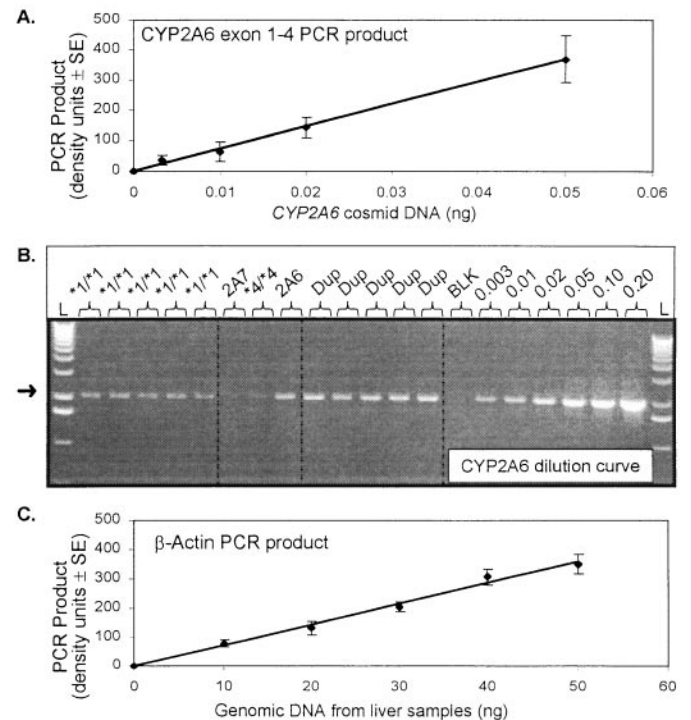 A.
500
400
300
200
100
0
PCR Product
(density units ± SE)
CYP2A6 exon 1-4 PCR product
0 0.01 0.02 0.03 0.04 0.05 0.06
CYP2A6 cosmid DNA (ng)
B.
L *1/*1 *1/*1 *1/*1 *1/*1 *1/*1 2A7 *4/*4 2A6 Dup Dup Dup Dup Dup BLK 0.003 0.01 0.02 0.05 0.10 0.20 L
→
CYP2A6 dilution curve
C.
500
400
300
200
100
0
PCR Product
(density units ± SE)
β-Actin PCR product
0 10 20 30 40 50 60
Genomic DNA from liver samples (ng)